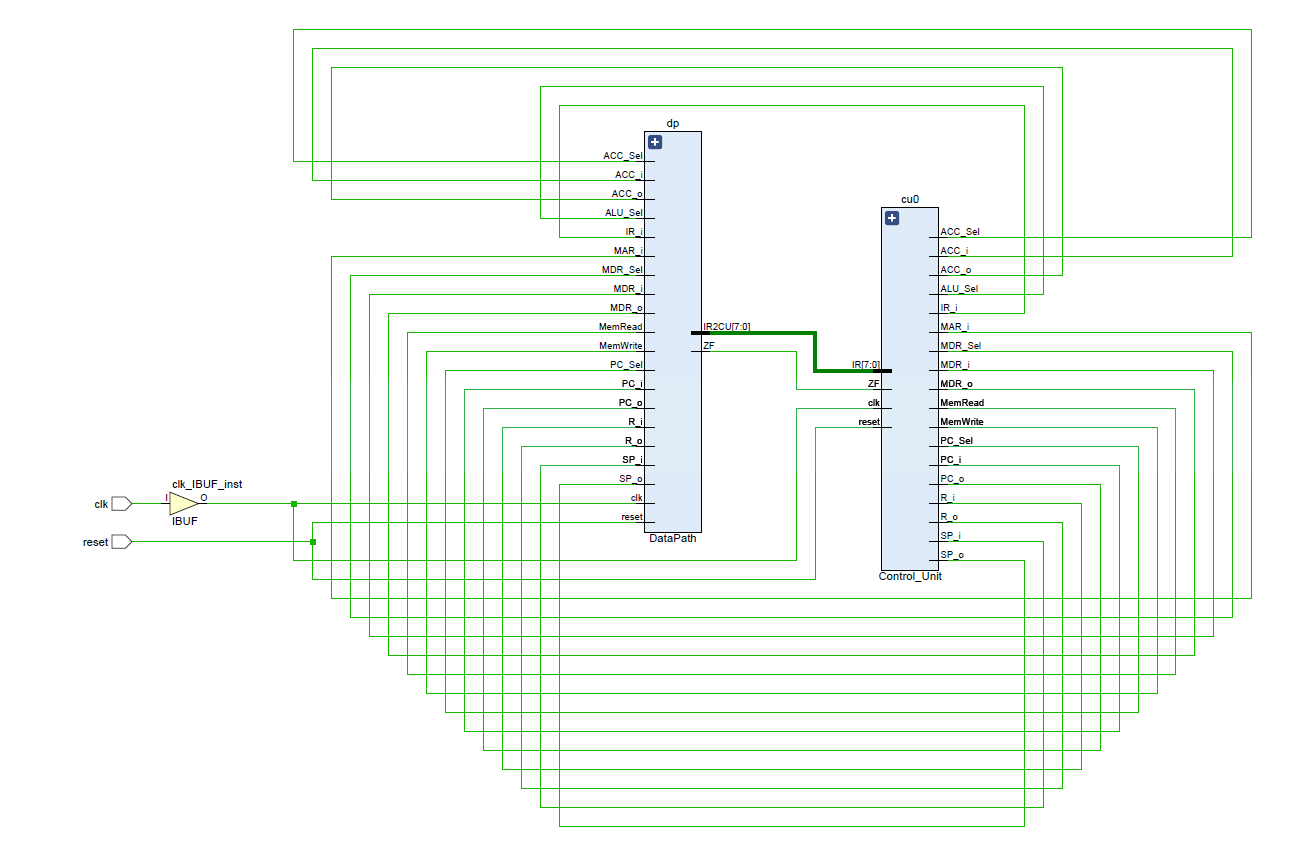 dp
ACC_Sel
ACC_i
ACC_o
ALU_Sel
IR_i
MAR_i
MDR_Sel
MDR_i
MDR_o
MemRead
MemWrite
PC_Sel
PC_i
PC_o
R_i
R_o
SP_i
SP_o
clk
reset
IR2CU[7:0]
ZF
DataPath
cu0
IR[7:0]
ZF
clk
reset
ACC_Sel
ACC_i
ACC_o
ALU_Sel
IR_i
MAR_i
MDR_Sel
MDR_i
MDR_o
MemRead
MemWrite
PC_Sel
PC_i
PC_o
R_i
R_o
SP_i
SP_o
Control_Unit
clk_IBUF_inst
clk
I
O
IBUF
reset